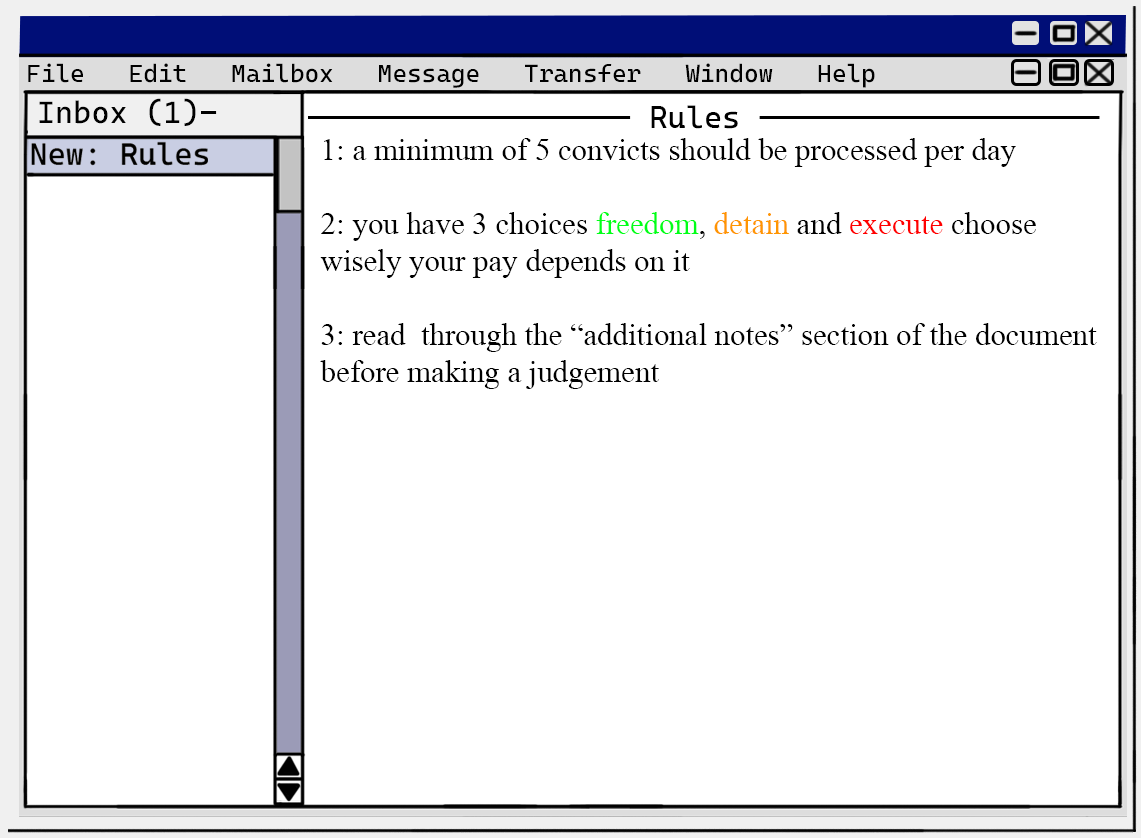 File Edit Mailbox Message Transfer Window Help
Inbox (1)–
New: Rules
Rules
1: a minimum of 5 convicts should be processed per day
2: you have 3 choices freedom, detain and execute choose
wisely your pay depends on it
3: read  through the “additional notes” section of the document
before making a judgement